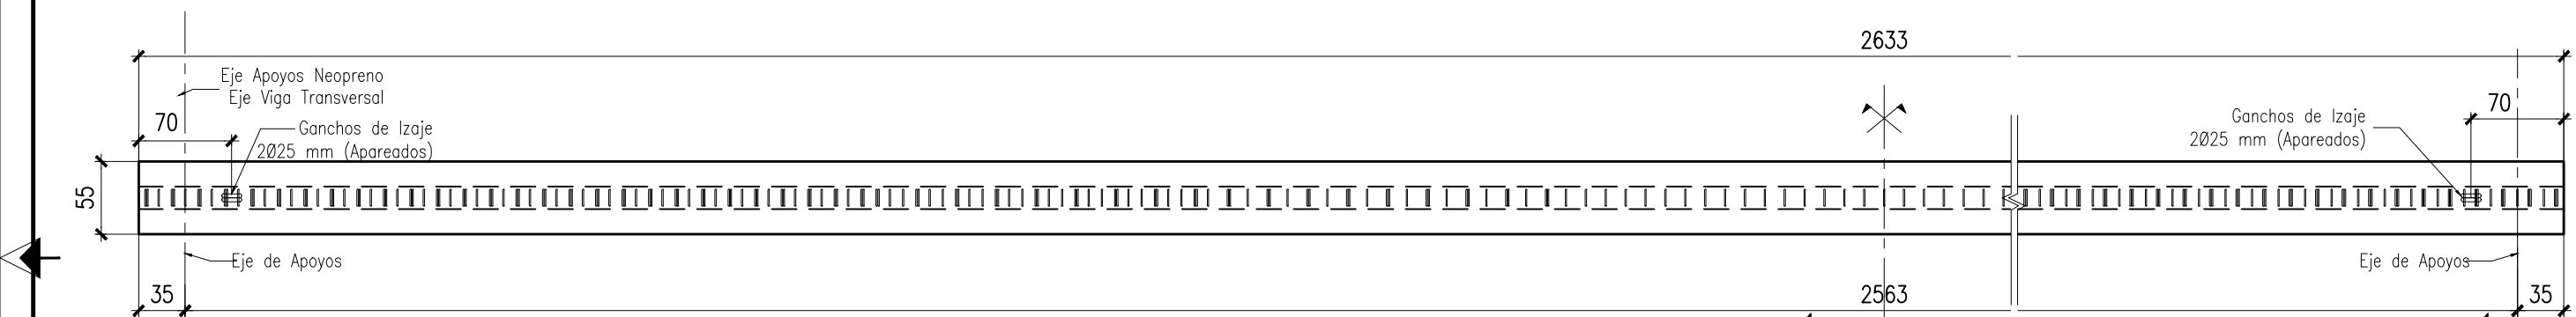 2633
Eje Apoyos Neopreno
Eje Viga Transversal
70
Ganchos de Izaje
2Ø25 mm (Apareados)
70
Ganchos de Izaje
2Ø25 mm (Apareados)
55
Eje de Apoyos
Eje de Apoyos
35
2563
35